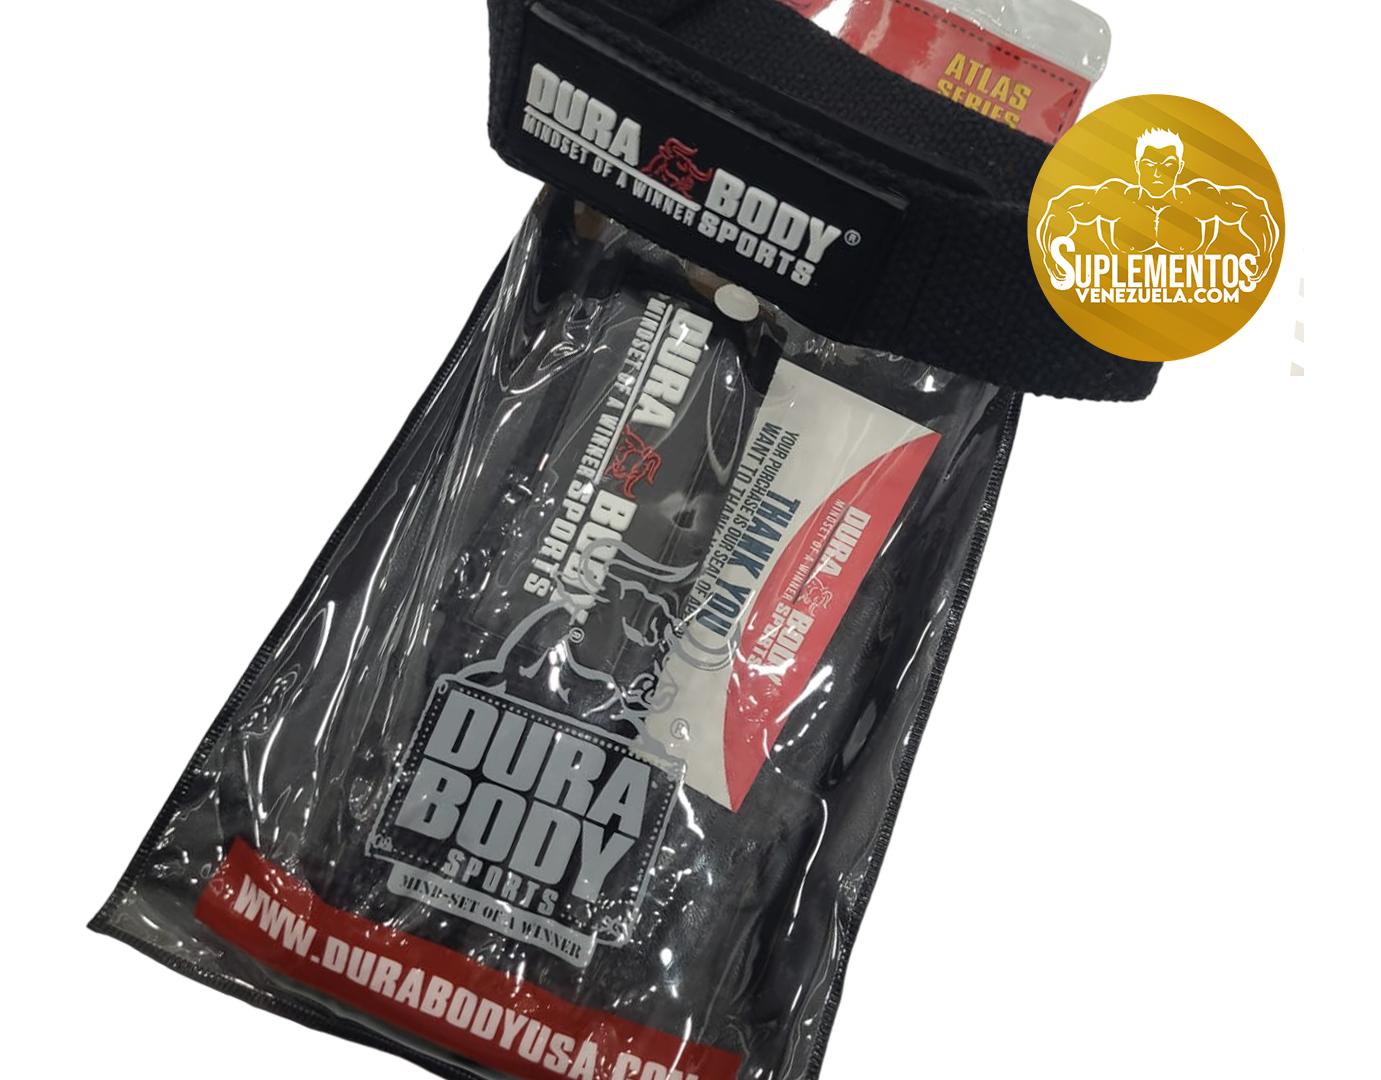 ATLAS
SERIES
DURA BODY®
MINDSET OF A WINNER SPORTS
SUPLEMENTOS
VENEZUELA.COM
DURA BODY®
MINDSET OF A WINNER SPORTS
YOUR PURCHASE IS OUR SEAL OF
WANT TO THANK
THANK YOU
DURA BODY
MINDSET OF A WINNER SPORTS
®
DURA
BODY
SPORTS
MIND-SET OF A WINNER
WWW.DURABODYUSA.COM